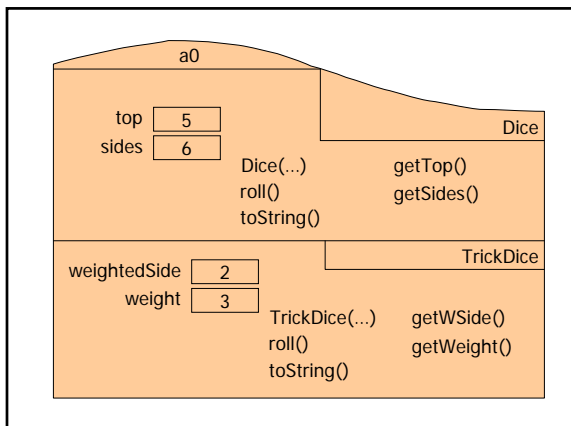 a0
top 5
Dice
sides 6
Dice(...) getTop()
roll() getSides()
toString()
TrickDice
weightedSide 2
weight 3
TrickDice(...) getWSide()
roll() getWeight()
toString()